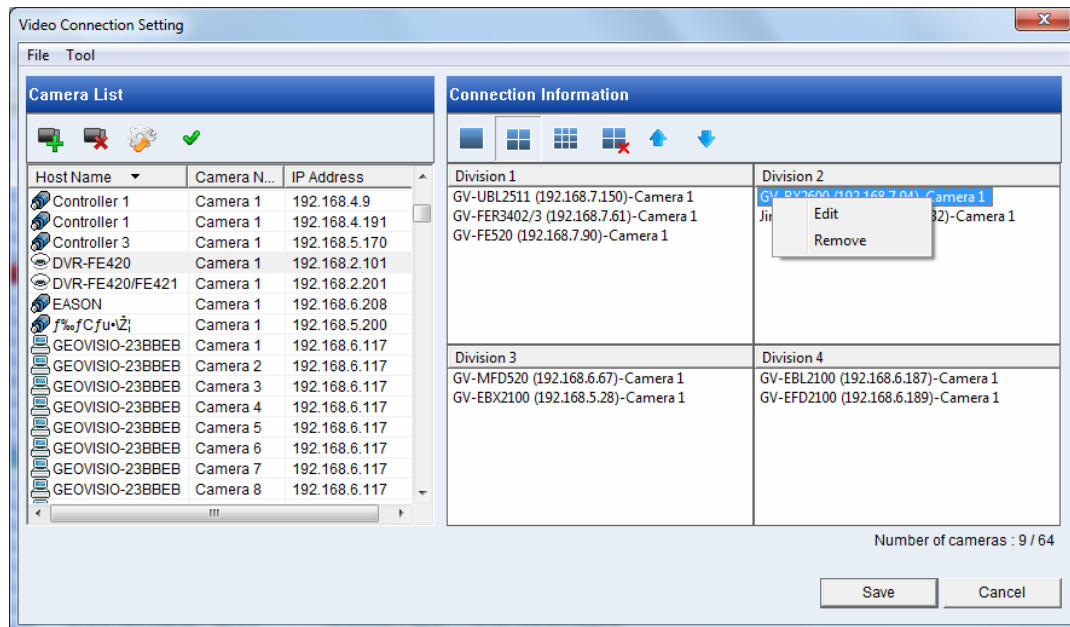 Video Connection Setting
File Tool
Camera List
Host Name Camera N... IP Address
Controller 1 Camera 1 192.168.4.9
Controller 1 Camera 1 192.168.4.191
Controller 3 Camera 1 192.168.5.170
DVR-FE420 Camera 1 192.168.2.101
DVR-FE420/FE421 Camera 1 192.168.2.201
EASON Camera 1 192.168.6.208
ƒ‰ƒCƒu•\Ž¦ Camera 1 192.168.5.200
GEOVISIO-23BBEB Camera 1 192.168.6.117
GEOVISIO-23BBEB Camera 2 192.168.6.117
GEOVISIO-23BBEB Camera 3 192.168.6.117
GEOVISIO-23BBEB Camera 4 192.168.6.117
GEOVISIO-23BBEB Camera 5 192.168.6.117
GEOVISIO-23BBEB Camera 6 192.168.6.117
GEOVISIO-23BBEB Camera 7 192.168.6.117
GEOVISIO-23BBEB Camera 8 192.168.6.117
Connection Information
Division 1
GV-UBL2511 (192.168.7.150)-Camera 1
GV-FER3402/3 (192.168.7.61)-Camera 1
GV-FE520 (192.168.7.90)-Camera 1
Division 2
GV-BX2600 (192.168.7.94)-Camera 1
32)-Camera 1
Edit
Remove
Division 3
GV-MFD520 (192.168.6.67)-Camera 1
GV-EBX2100 (192.168.5.28)-Camera 1
Division 4
GV-EBL2100 (192.168.6.187)-Camera 1
GV-EFD2100 (192.168.6.189)-Camera 1
Number of cameras : 9 / 64
Save
Cancel